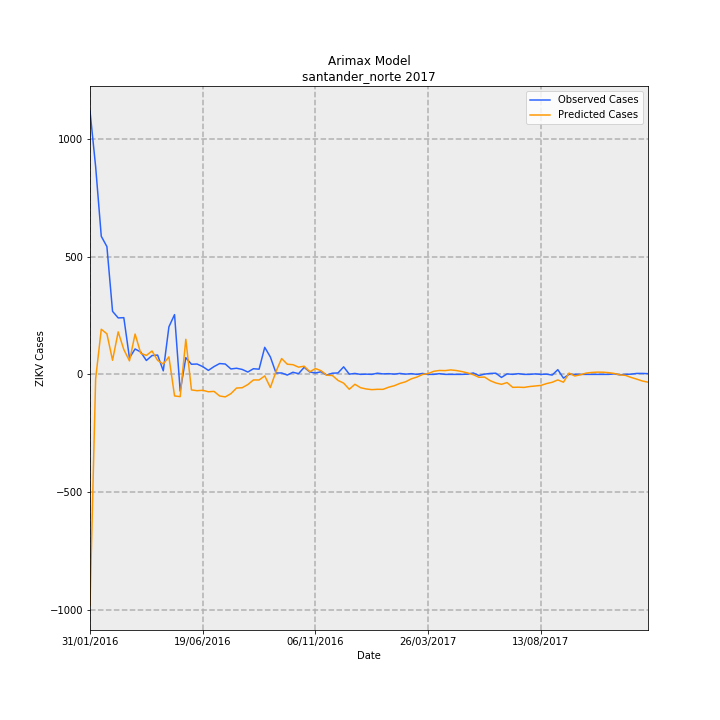 Arimax Model
santander_norte 2017
Observed Cases
Predicted Cases
ZIKV Cases
1000
500
0
−500
−1000
31/01/2016
19/06/2016
06/11/2016
26/03/2017
13/08/2017
Date